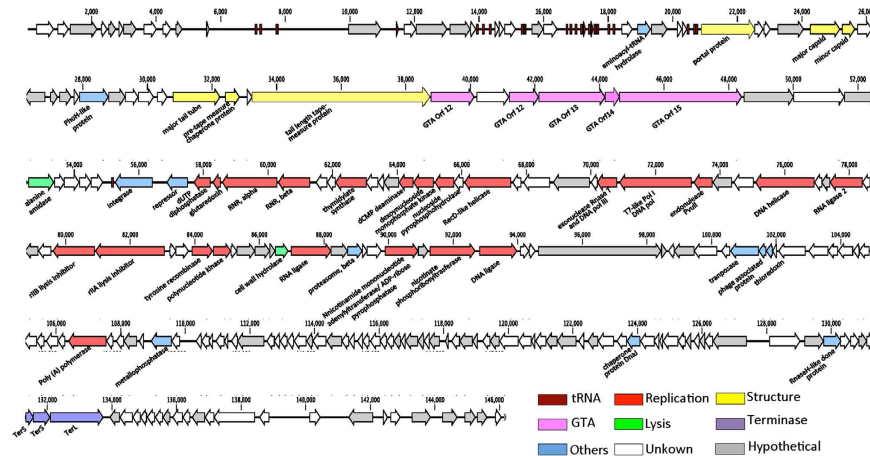 2,000 4,000 6,000 8,000 10,000 12,000 14,000 16,000 18,000 20,000 22,000 24,000 26,0
aminoacyl-tRNA hydrolase
portal protein
major capsid
minor capsid
28,000 30,000 32,000 34,000 36,000 38,000 40,000 42,000 44,000 46,000 48,000 50,000 52,000
PhoH-like protein
major tail tube
pre-tape measure chaperone protein
tail length tape-measure protein
GTA Orf 12
GTA Orf 12
GTA Orf 13
GTA Orf14
GTA Orf 15
54,000 56,000 58,000 60,000 62,000 64,000 66,000 68,000 70,000 72,000 74,000 76,000 78,000
alanine amidase
integrase
repressor
dUTP diphosphatase
glutaredoxin
RNR, alpha
RNR, beta
thymidylate synthase
dCMP deaminase
deoxynucleoside monophosphate kinase
nucleotide pyrophosphohydrolase
RecD-like helicase
exonuclease RnaseT and DNA pol III
T7-like Pol I DNA pol
endonuclease PvuII
DNA helicase
RNA ligase 2
80,000 82,000 84,000 86,000 88,000 90,000 92,000 94,000 96,000 98,000 100,000 102,000 104,000
rIIB llysis inhibitor
rIIA llysis inhibitor
tyrosine recombinase
polynucleotide kinase
cell wall hydrolase
RNA ligase
proteasome, beta
Nnicotinamide mononucleotide adenylyltransferase/ ADP-ribose pyrophosphatase
nicotinate phosphoribosyltrasferase
DNA ligase
tranpouase
phage associated protein
thioredoxin
106,000 108,000 110,000 112,000 114,000 116,000 118,000 120,000 122,000 124,000 126,000 128,000 130,000
Poly (A) polymerase
metallophosphatase
chaperone protein DnaJ
RnaseH-like done protein
132,000 134,000 136,000 138,000 140,000 142,000 144,000 146,000
TerS
TerS
TerL
tRNA Replication Structure
GTA Lysis Terminase
Others Unkown Hypothetical